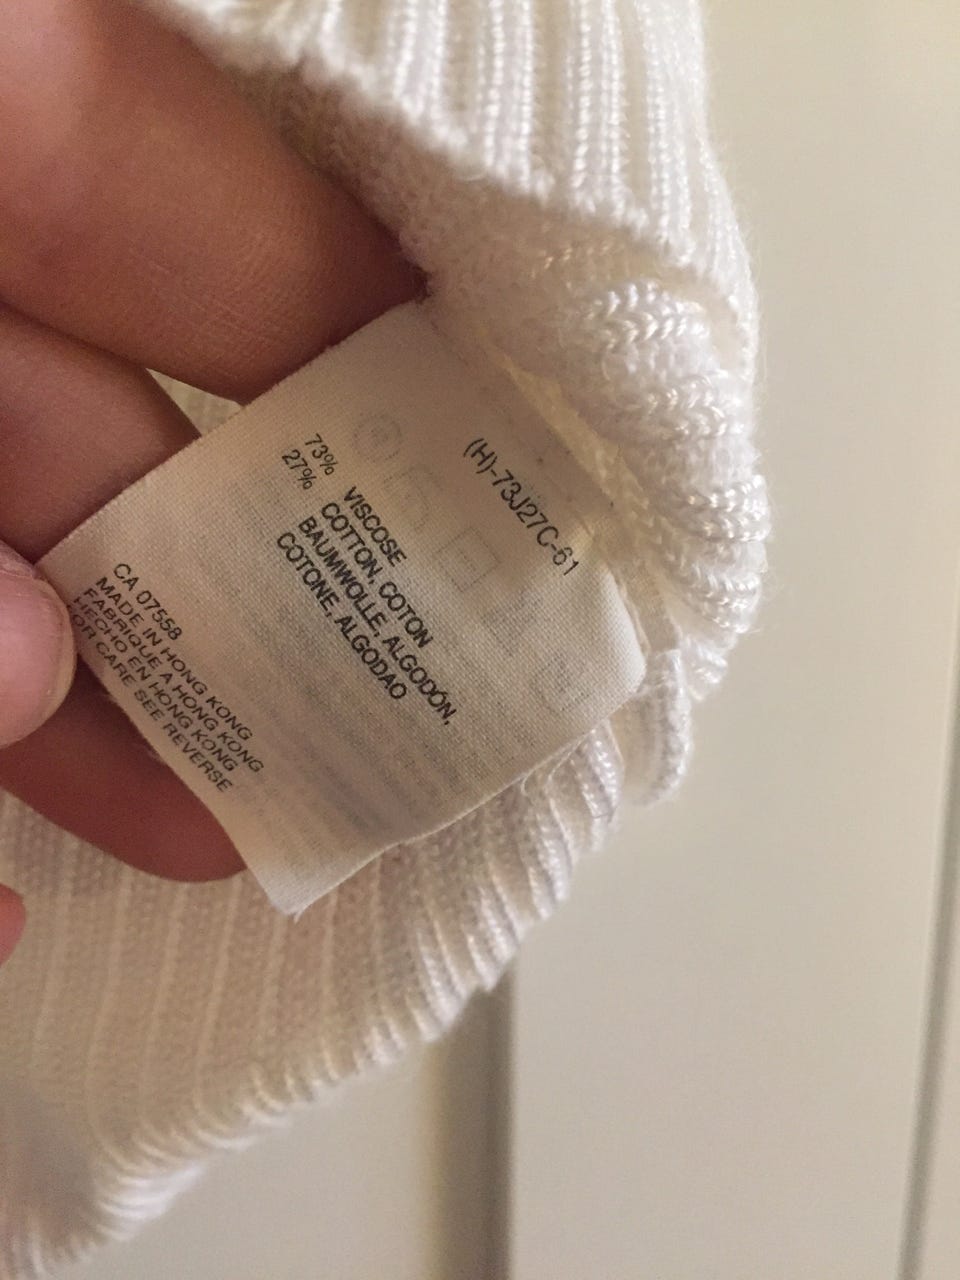 (H)-73J27C-61
73% VISCOSE
27% COTTON, COTON
BAUMWOLLE, ALGODÓN,
COTONE, ALGODAO
CA 07558
MADE IN HONG KONG
FABRIQUE A HONG KONG
HECHO EN HONG KONG
FOR CARE SEE REVERSE